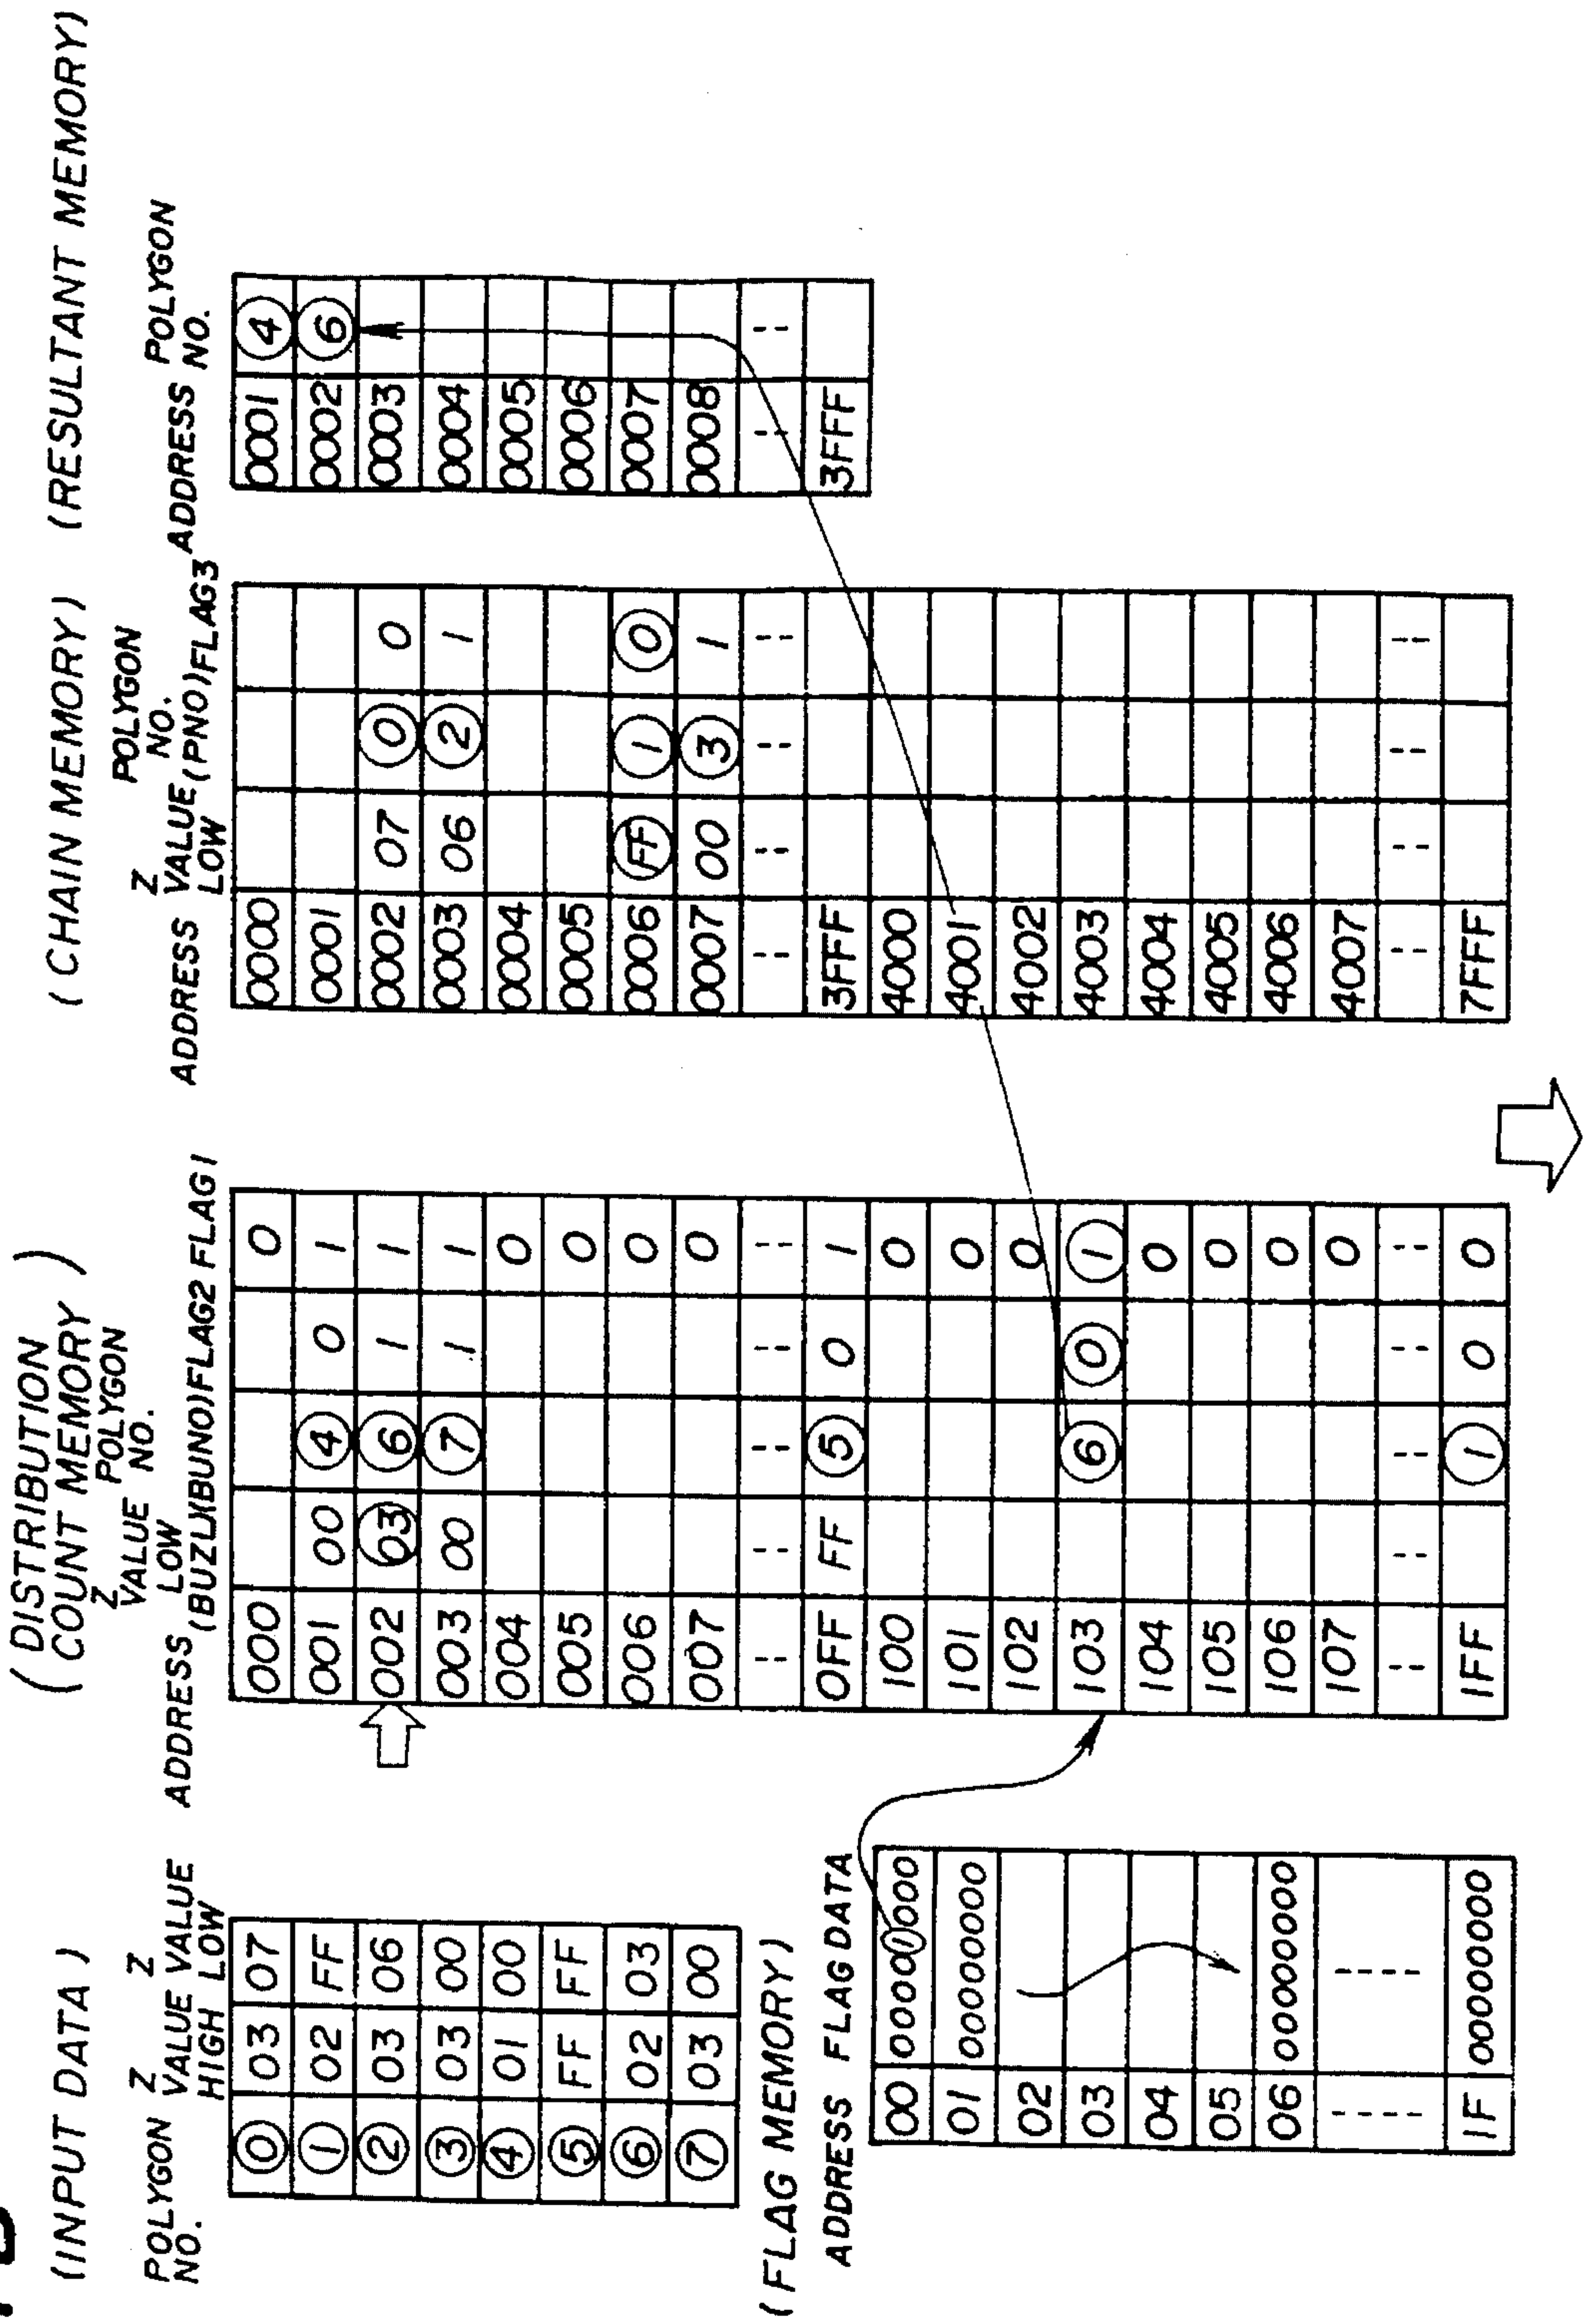 (INPUT DATA)
POLYGON NO. Z VALUE HIGH Z VALUE LOW
0 03 07
1 02 FF
2 03 06
3 03 00
4 01 00
5 FF FF
6 02 03
7 03 00
(FLAG MEMORY)
ADDRESS FLAG DATA
00 00001000
01 00000000
02
03
04
05
06 00000000
---- ----
1F 00000000
(DISTRIBUTION COUNT MEMORY)
ADDRESS Z VALUE LOW (BUZL) POLYGON NO. (BUNO) FLAG2 FLAG1
000 0
001 00 4 0 1
002 03 6 1 1
003 00 7 1 1
004 0
005 0
006 0
007 0
-- -- -- -- --
0FF FF 5 0 1
100 0
101 0
102 0
103 6 0 1
104 0
105 0
106 0
107 0
-- -- -- -- --
1FF 1 0 0
(CHAIN MEMORY)
ADDRESS Z VALUE LOW POLYGON NO. (PNO) FLAG3
0000
0001
0002 07 0 0
0003 06 2 1
0004
0005
0006 FF 1 0
0007 00 3 1
-- -- -- --
3FFF
4000
4001
4002
4003
4004
4005
4006
4007
-- -- -- --
7FFF
(RESULTANT MEMORY)
ADDRESS POLYGON NO.
0001 4
0002 6
0003
0004
0005
0006
0007
0008
-- --
3FFF